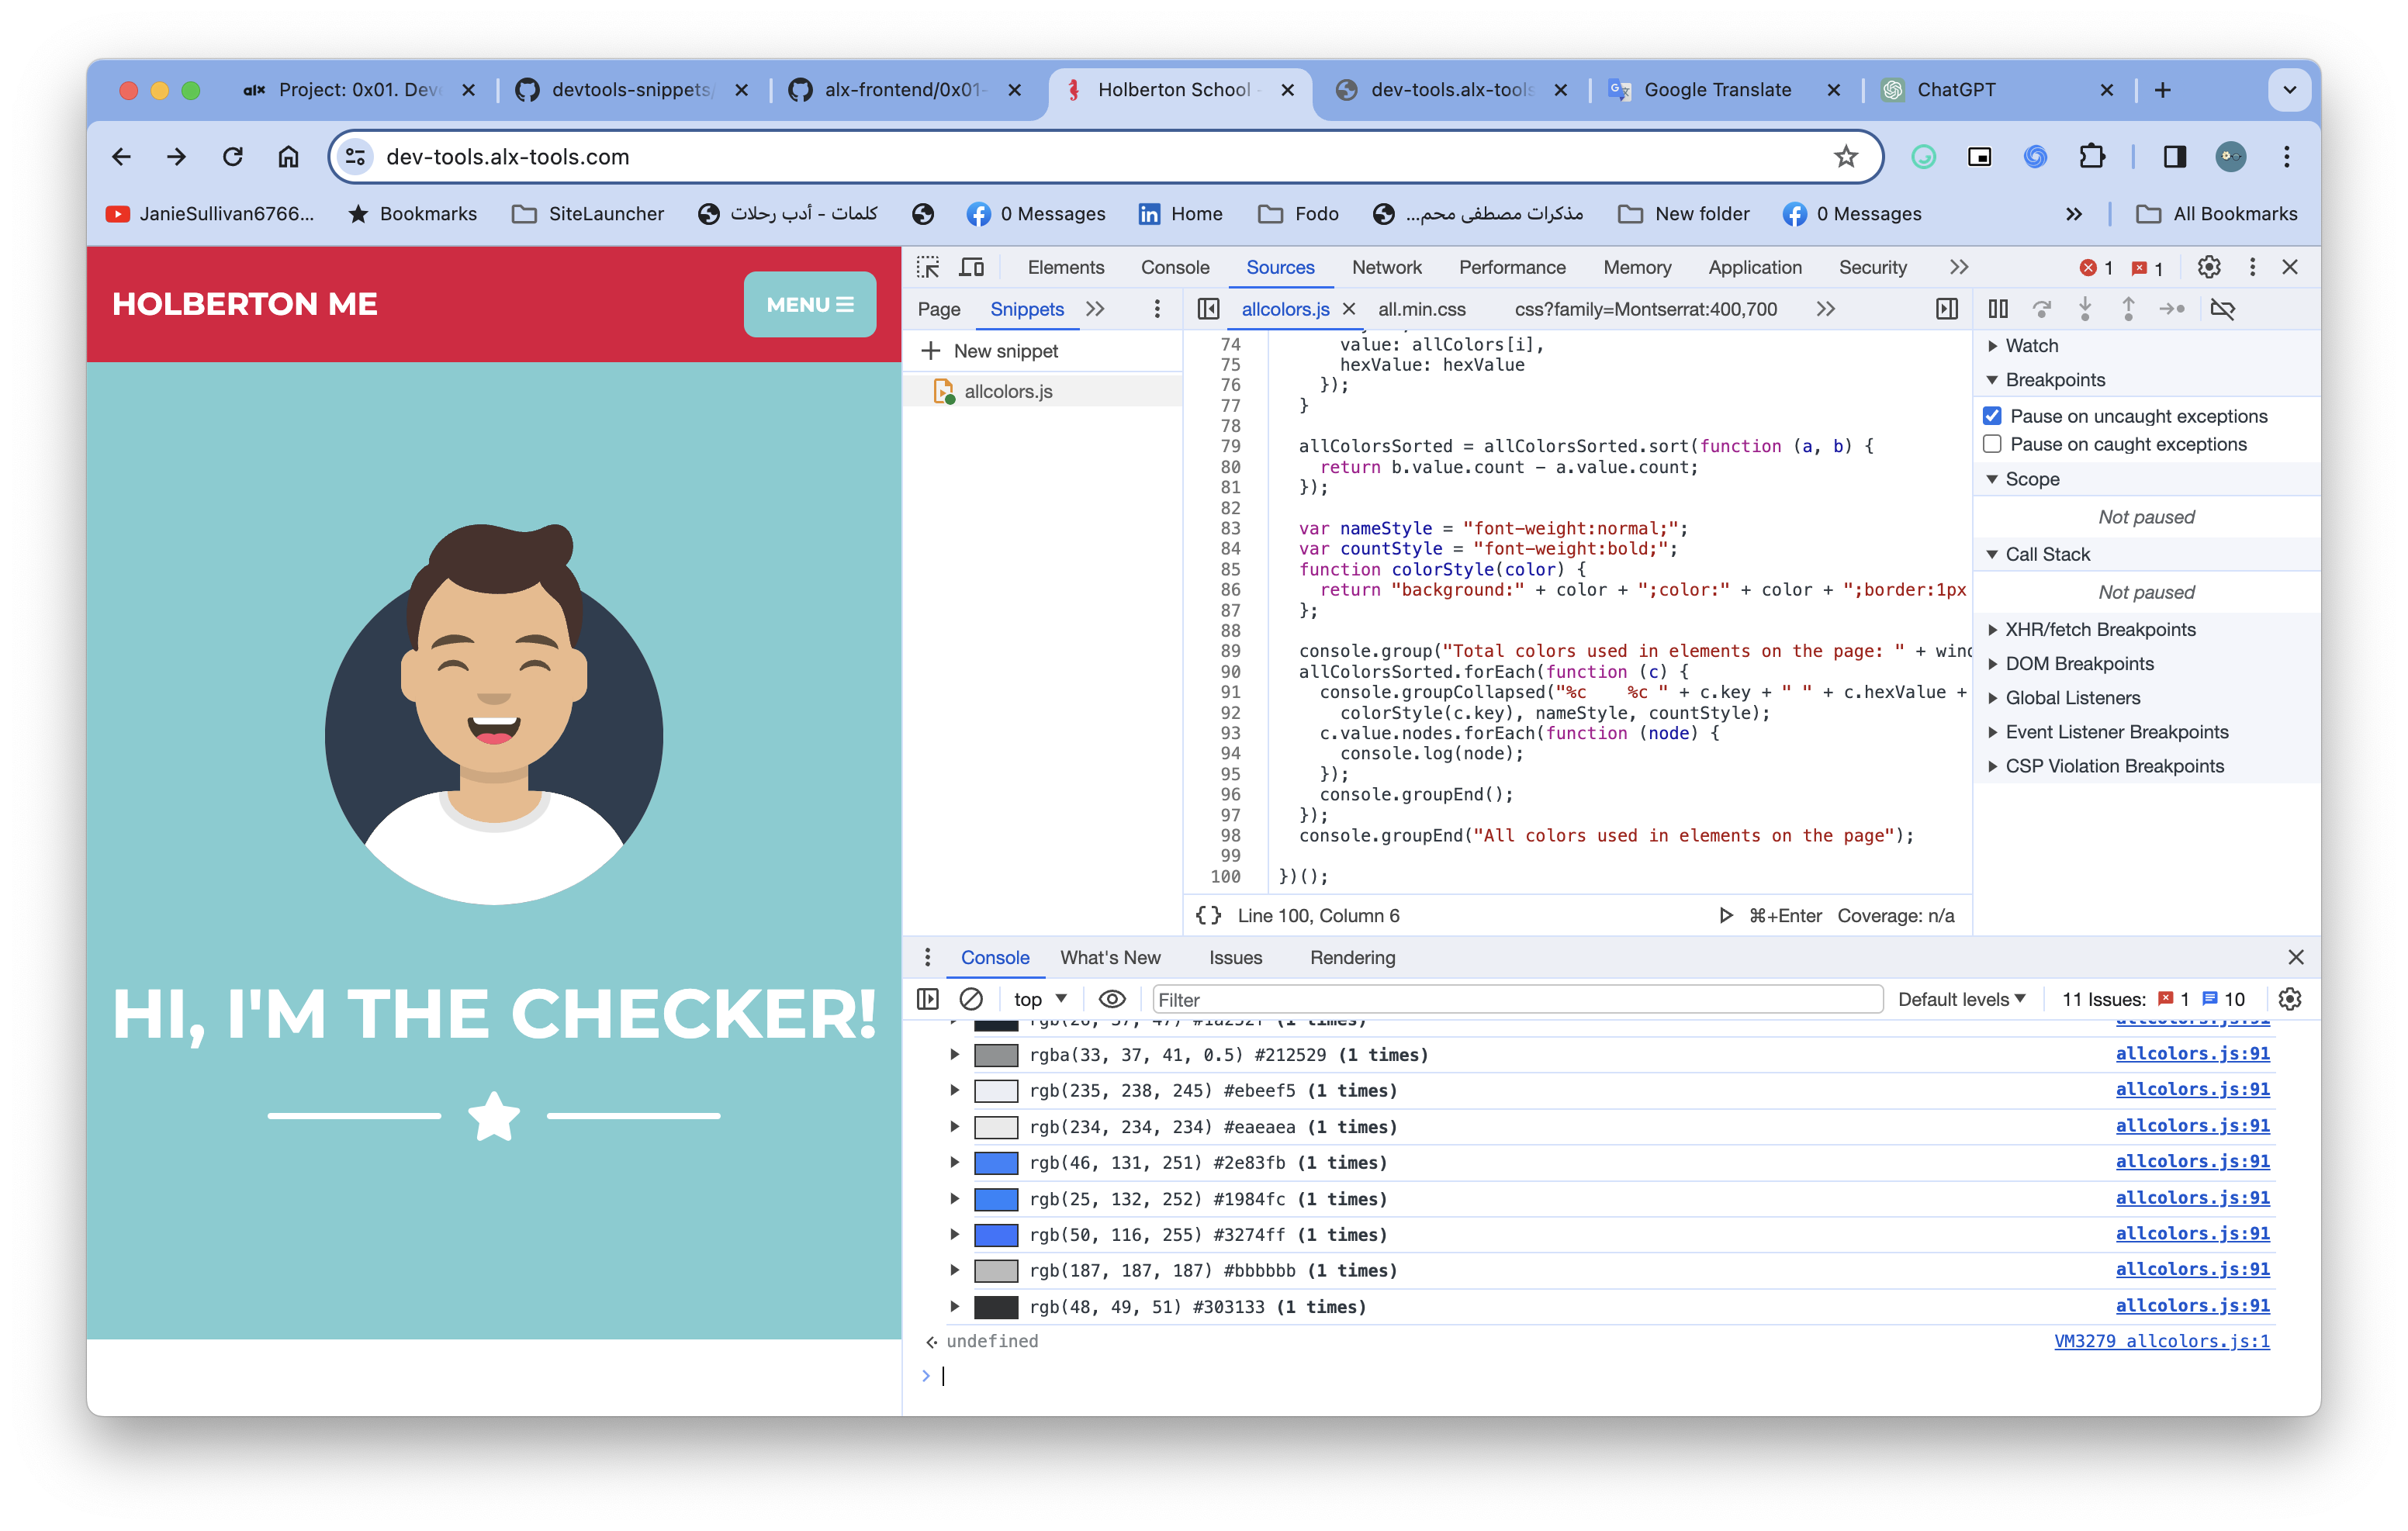 alx Project: 0x01. Dev devtools-snippets/ alx-frontend/0x01- Holberton School - dev-tools.alx-tools Google Translate ChatGPT
dev-tools.alx-tools.com
JanieSullivan6766... Bookmarks SiteLauncher كلمات - أدب رحلات 0 Messages Home Fodo مذكرات مصطفى محم... New folder 0 Messages All Bookmarks
HOLBERTON ME
MENU
HI, I'M THE CHECKER!
Elements Console Sources Network Performance Memory Application Security 1 1
Page Snippets
New snippet
allcolors.js
allcolors.js all.min.css css?family=Montserrat:400,700
74 value: allColors[i],
75 hexValue: hexValue
76 });
77 }
78
79 allColorsSorted = allColorsSorted.sort(function (a, b) {
80 return b.value.count - a.value.count;
81 });
82
83 var nameStyle = "font-weight:normal;";
84 var countStyle = "font-weight:bold;";
85 function colorStyle(color) {
86 return "background:" + color + ";color:" + color + ";border:1px
87 };
88
89 console.group("Total colors used in elements on the page: " + wind
90 allColorsSorted.forEach(function (c) {
91 console.groupCollapsed("%c    %c " + c.key + " " + c.hexValue +
92 colorStyle(c.key), nameStyle, countStyle);
93 c.value.nodes.forEach(function (node) {
94 console.log(node);
95 });
96 console.groupEnd();
97 });
98 console.groupEnd("All colors used in elements on the page");
99
100 })();
{} Line 100, Column 6 ⌘+Enter Coverage: n/a
Watch
Breakpoints
Pause on uncaught exceptions
Pause on caught exceptions
Scope
Not paused
Call Stack
Not paused
XHR/fetch Breakpoints
DOM Breakpoints
Global Listeners
Event Listener Breakpoints
CSP Violation Breakpoints
Console What's New Issues Rendering
top Filter Default levels 11 Issues: 1 10
rgb(26, 37, 47) #1a252f (1 times) allcolors.js:91
rgba(33, 37, 41, 0.5) #212529 (1 times) allcolors.js:91
rgb(235, 238, 245) #ebeef5 (1 times) allcolors.js:91
rgb(234, 234, 234) #eaeaea (1 times) allcolors.js:91
rgb(46, 131, 251) #2e83fb (1 times) allcolors.js:91
rgb(25, 132, 252) #1984fc (1 times) allcolors.js:91
rgb(50, 116, 255) #3274ff (1 times) allcolors.js:91
rgb(187, 187, 187) #bbbbbb (1 times) allcolors.js:91
rgb(48, 49, 51) #303133 (1 times) allcolors.js:91
undefined VM3279 allcolors.js:1